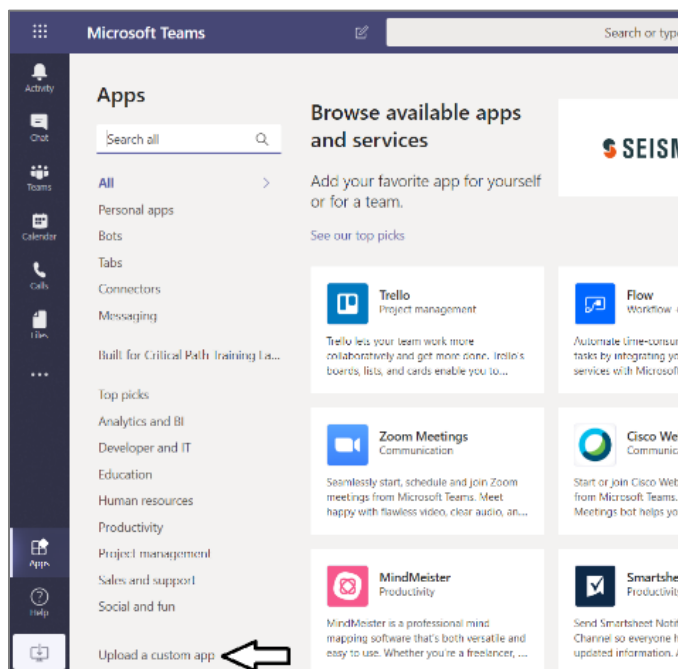 Microsoft Teams
Search or typ
Activity
Chat
Teams
Calendar
Calls
Files
Apps
Help
Apps
Search all
All
Personal apps
Bots
Tabs
Connectors
Messaging
Built for Critical Path Training La...
Top picks
Analytics and BI
Developer and IT
Education
Human resources
Productivity
Project management
Sales and support
Social and fun
Upload a custom app
Browse available apps
and services
Add your favorite app for yourself
or for a team.
See our top picks
SEISM
Trello
Project management
Trello lets your team work more
collaboratively and get more done. Trello's
boards, lists, and cards enable you to...
Flow
Workflow
Automate time-consu
tasks by integrating yo
services with Microsof
Zoom Meetings
Communication
Seamlessly start, schedule and join Zoom
meetings from Microsoft Teams. Meet
happy with flawless video, clear audio, an...
Cisco We
Communic
Start or join Cisco Web
from Microsoft Teams.
Meetings bot helps yo
MindMeister
Productivity
MindMeister is a professional mind
mapping software that's both versatile and
easy to use. Whether you're a freelancer, ...
Smartshe
Productivit
Send Smartsheet Notif
Channel so everyone h
updated information. A